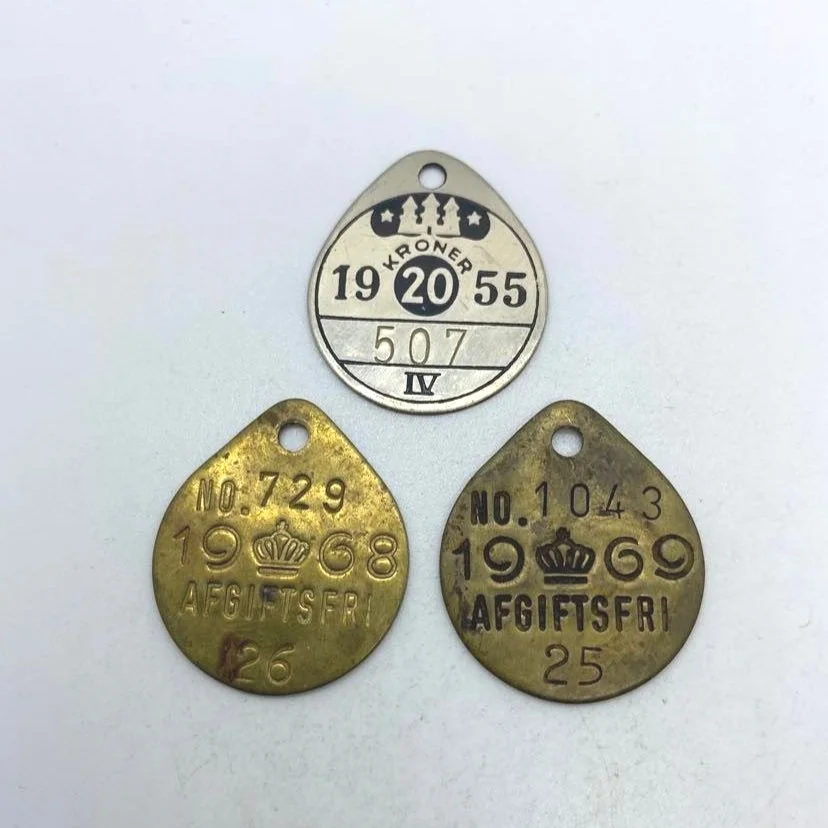 KRONER
19 20 55
507
IV
NO. 729
19 68
AFGIFTSFRI
26
NO. 1043
19 69
AFGIFTSFRI
25